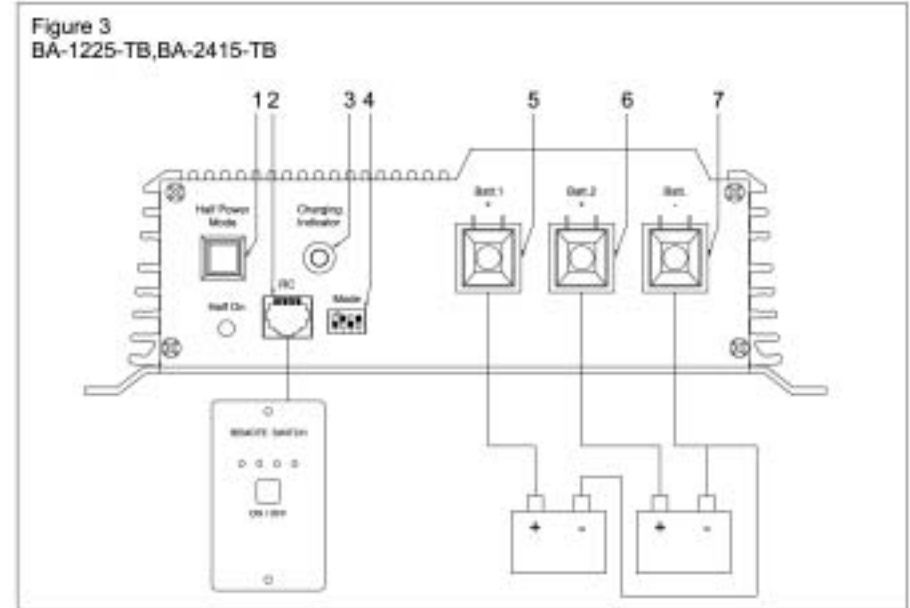 Figure 3
BA-1225-TB,BA-2415-TB
1 2 3 4 5 6 7
Batt.1
+
Batt.2
+
Batt.
-
Half Power
Mode
Charging
Indicator
RC
Mode
Half On
REMOTE SWITCH
ON / OFF
+ - + -